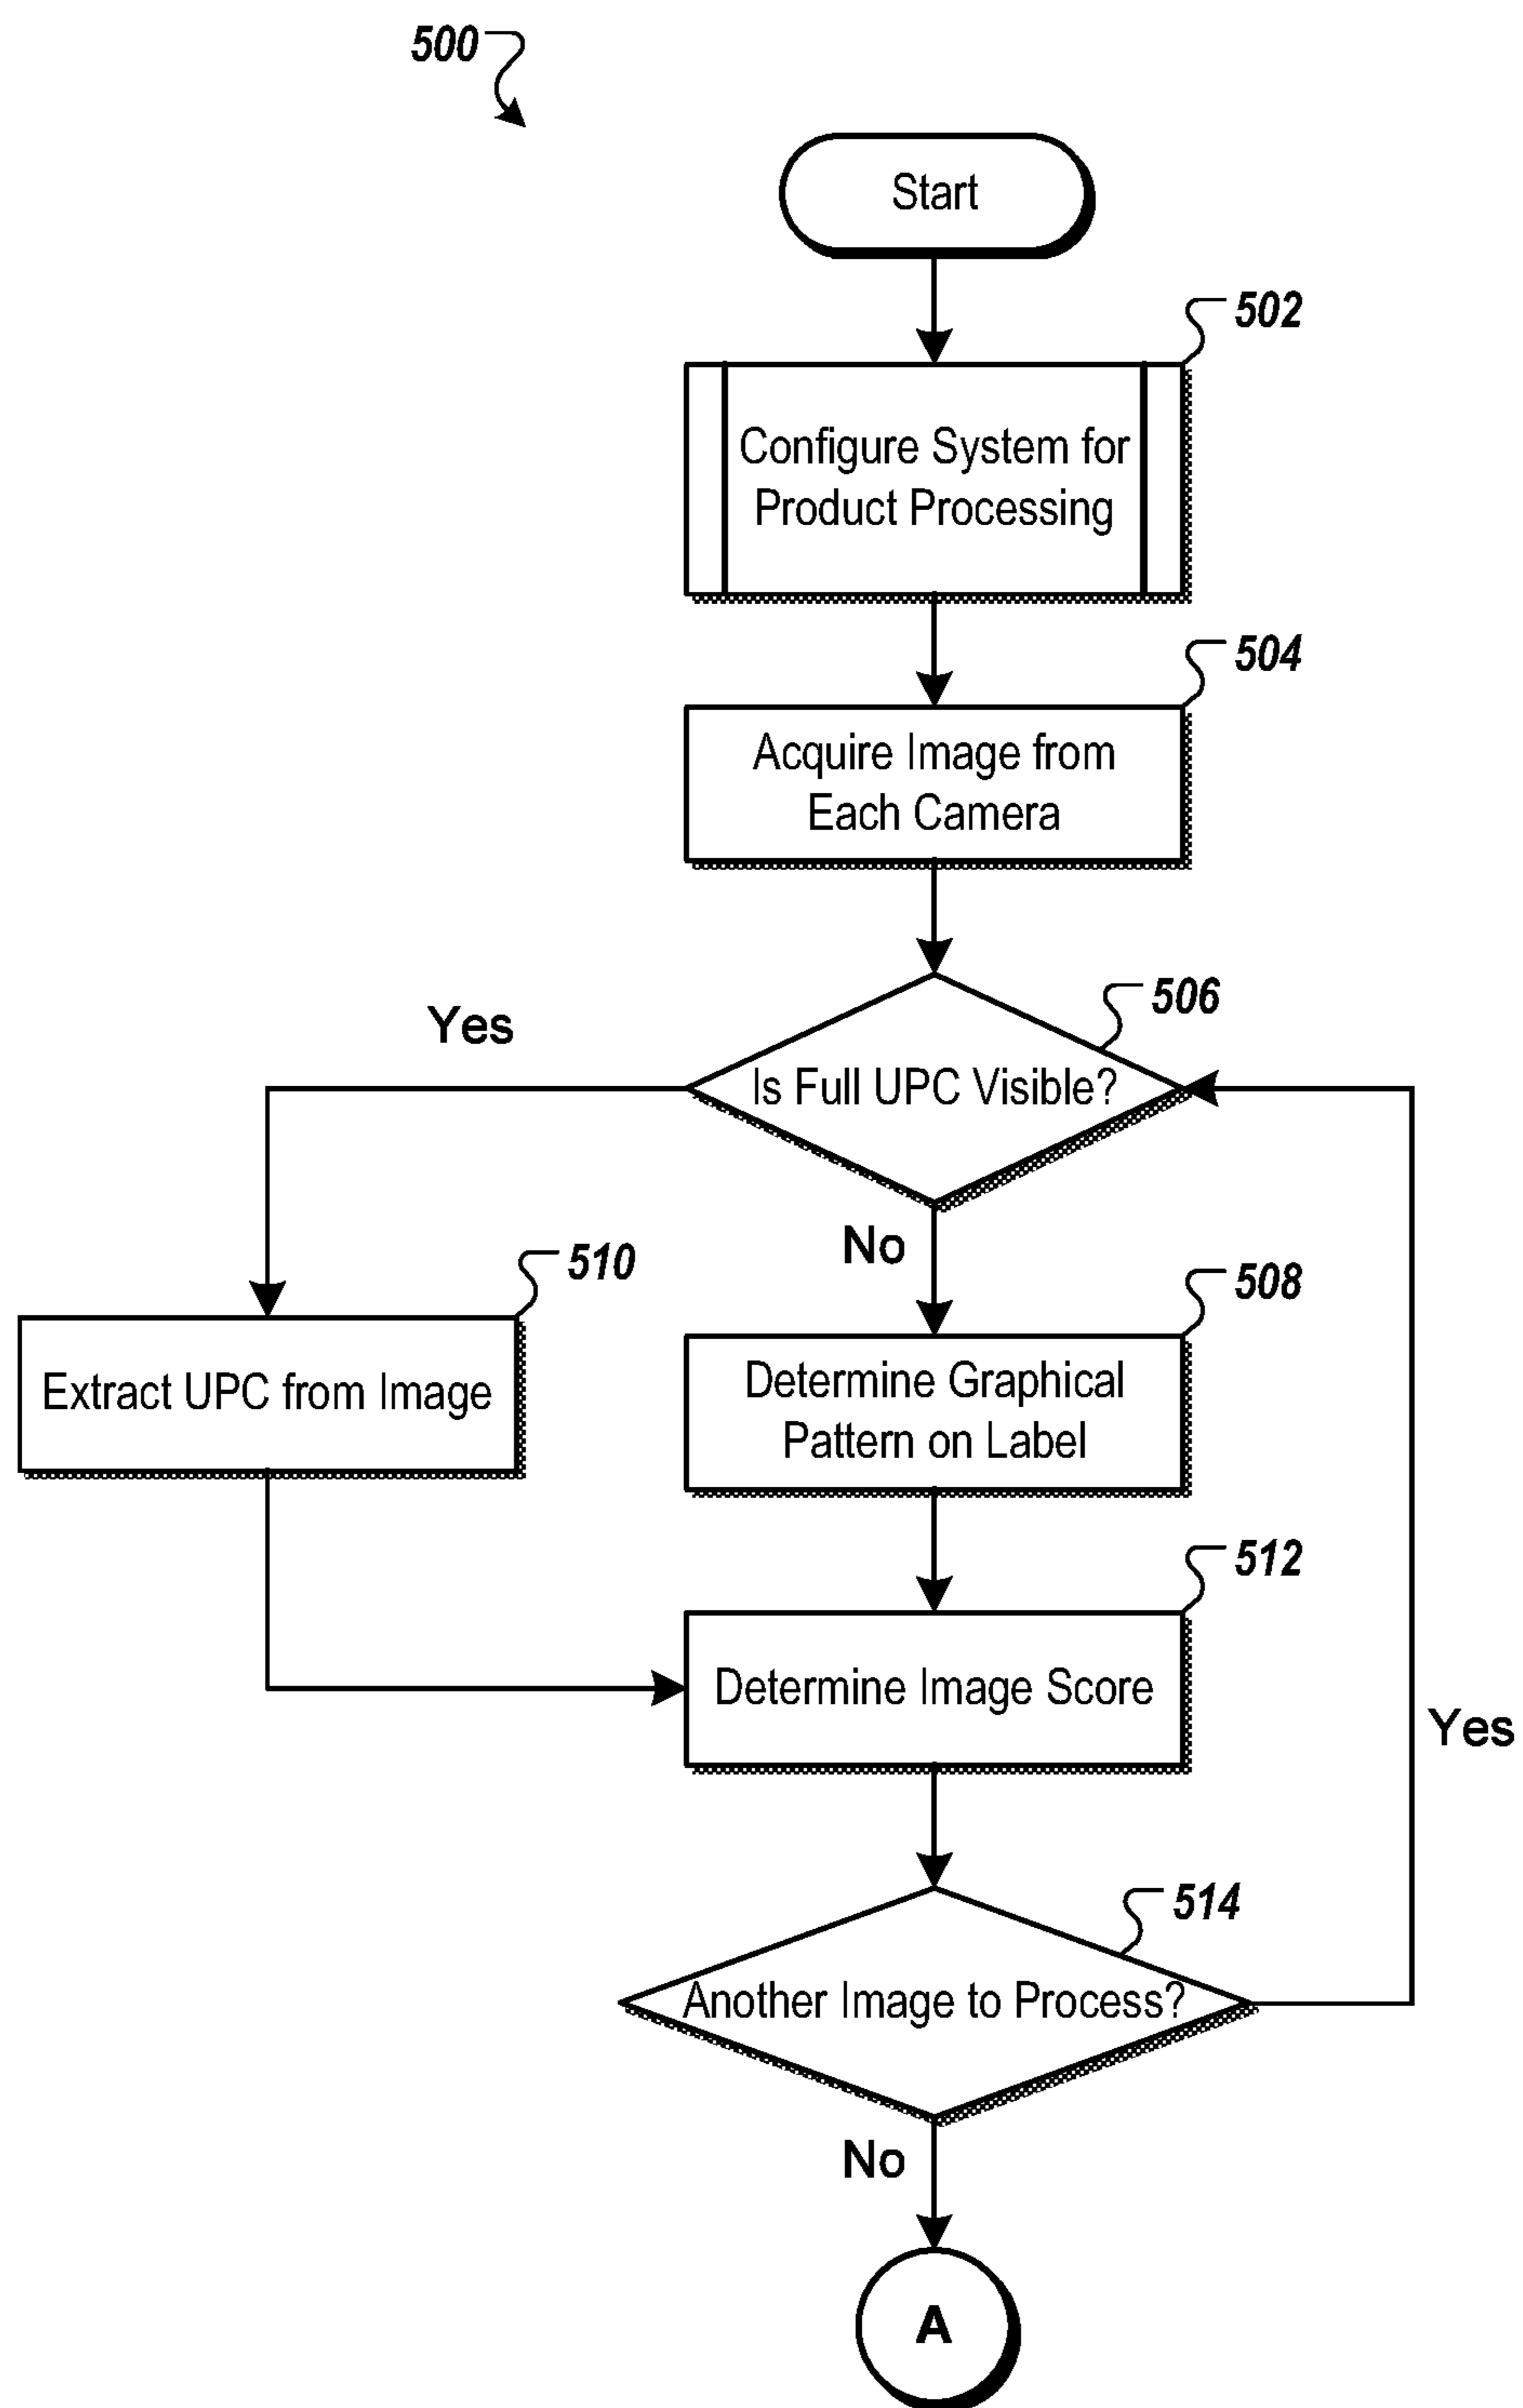 500
Start
502
Configure System for
Product Processing
504
Acquire Image from
Each Camera
506
Yes
Is Full UPC Visible?
No
510
508
Extract UPC from Image
Determine Graphical
Pattern on Label
512
Determine Image Score
Yes
514
Another Image to Process?
No
A